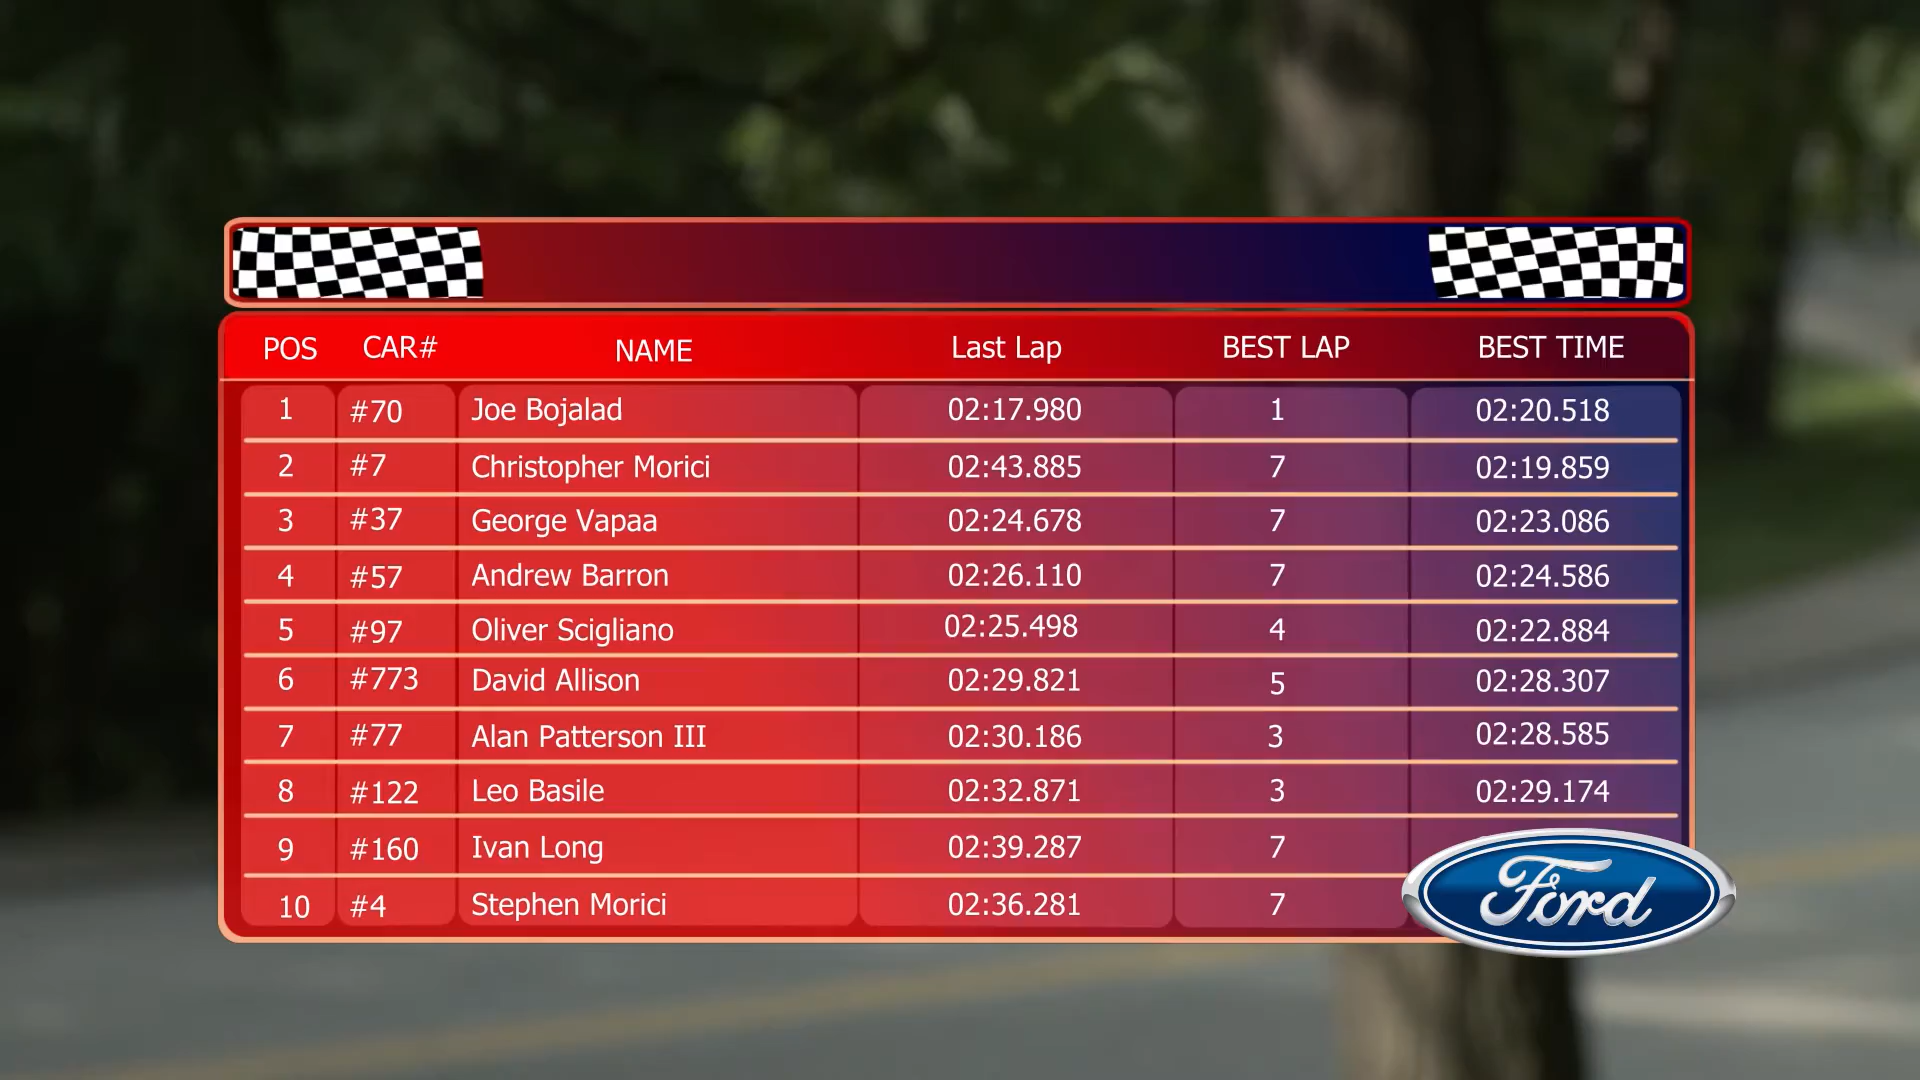 POS CAR# NAME Last Lap BEST LAP BEST TIME
1 #70 Joe Bojalad 02:17.980 1 02:20.518
2 #7 Christopher Morici 02:43.885 7 02:19.859
3 #37 George Vapaa 02:24.678 7 02:23.086
4 #57 Andrew Barron 02:26.110 7 02:24.586
5 #97 Oliver Scigliano 02:25.498 4 02:22.884
6 #773 David Allison 02:29.821 5 02:28.307
7 #77 Alan Patterson III 02:30.186 3 02:28.585
8 #122 Leo Basile 02:32.871 3 02:29.174
9 #160 Ivan Long 02:39.287 7
10 #4 Stephen Morici 02:36.281 7
Ford